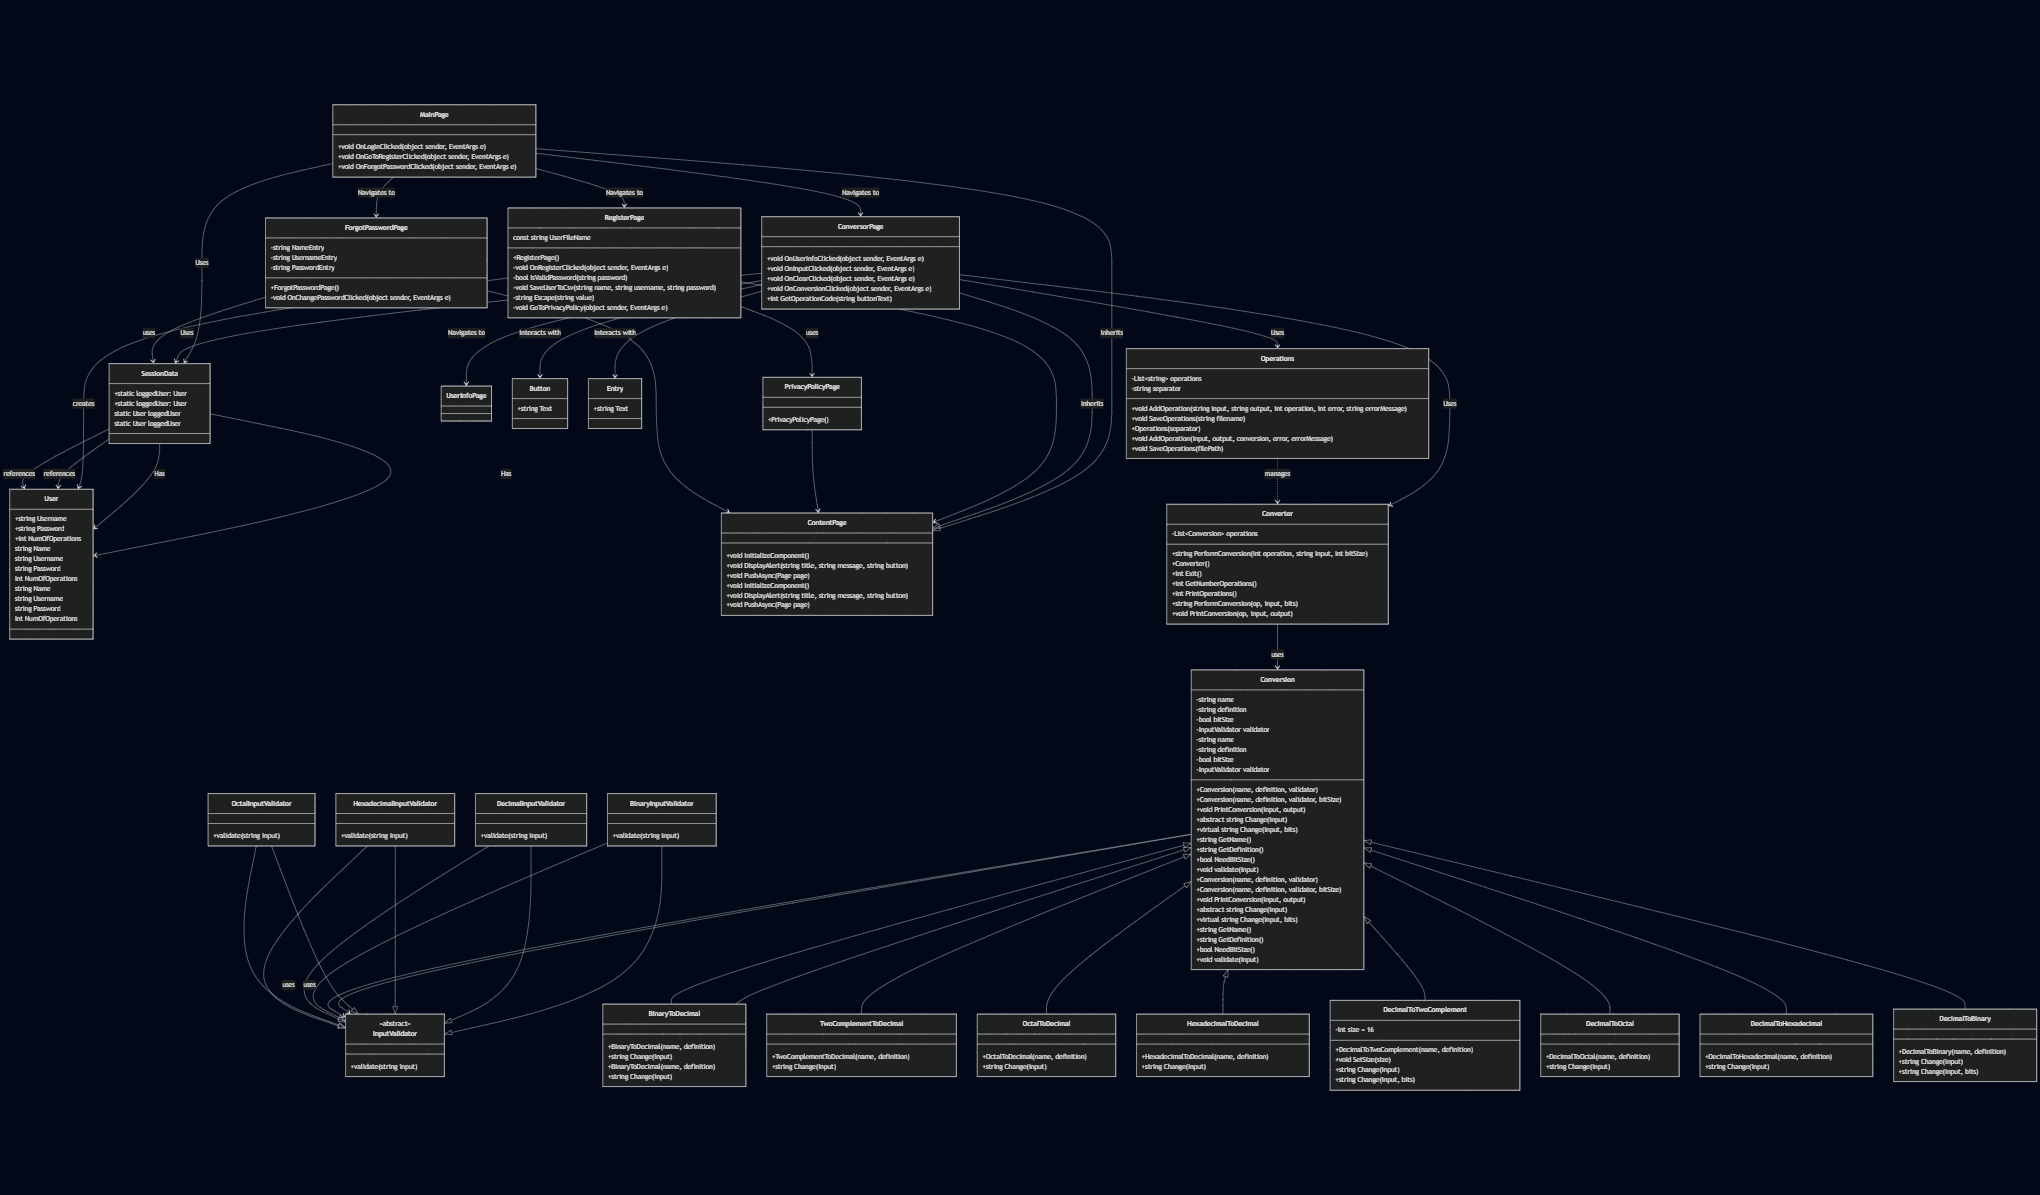 MainPage
+void OnLoginClicked(object sender, EventArgs e)
+void OnGoToRegisterClicked(object sender, EventArgs e)
+void OnForgotPasswordClicked(object sender, EventArgs e)
Navigates to
Navigates to
Navigates to
ForgotPasswordPage
-string NameEntry
-string UsernameEntry
-string PasswordEntry
+ForgotPasswordPage()
-void OnChangePasswordClicked(object sender, EventArgs e)
RegisterPage
const string UserFileName
+RegisterPage()
-void OnRegisterClicked(object sender, EventArgs e)
-bool IsValidPassword(string password)
-void SaveUserToCsv(string name, string username, string password)
-string Escape(string value)
-void GoToPrivacyPolicy(object sender, EventArgs e)
ConversorPage
+void OnUserInfoClicked(object sender, EventArgs e)
+void OnInputClicked(object sender, EventArgs e)
+void OnClearClicked(object sender, EventArgs e)
+void OnConversionClicked(object sender, EventArgs e)
+int GetOperationCode(string buttonText)
Uses
uses
Uses
Navigates to
Interacts with
Interacts with
uses
Inherits
Uses
SessionData
+static loggedUser: User
+static loggedUser: User
static User loggedUser
static User loggedUser
UserInfoPage
Button
+string Text
Entry
+string Text
PrivacyPolicyPage
+PrivacyPolicyPage()
Operations
-List<string> operations
-string separator
+void AddOperation(string input, string output, int operation, int error, string errorMessage)
+void SaveOperations(string filename)
+Operations(separator)
+void AddOperation(input, output, conversion, error, errorMessage)
+void SaveOperations(filePath)
creates
Inherits
Uses
references
references
Has
Has
manages
User
+string Username
+string Password
+int NumOfOperations
string Name
string Username
string Password
int NumOfOperations
string Name
string Username
string Password
int NumOfOperations
ContentPage
+void InitializeComponent()
+void DisplayAlert(string title, string message, string button)
+void PushAsync(Page page)
+void InitializeComponent()
+void DisplayAlert(string title, string message, string button)
+void PushAsync(Page page)
Converter
-List<Conversion> operations
+string PerformConversion(int operation, string input, int bitSize)
+Converter()
+int Exit()
+int GetNumberOperations()
+int PrintOperations()
+string PerformConversion(op, input, bits)
+void PrintConversion(op, input, output)
uses
Conversion
-string name
-string definition
-bool bitSize
-InputValidator validator
-string name
-string definition
-bool bitSize
-InputValidator validator
+Conversion(name, definition, validator)
+Conversion(name, definition, validator, bitSize)
+void PrintConversion(input, output)
+abstract string Change(input)
+virtual string Change(input, bits)
+string GetName()
+string GetDefinition()
+bool NeedBitSize()
+void validate(input)
+Conversion(name, definition, validator)
+Conversion(name, definition, validator, bitSize)
+void PrintConversion(input, output)
+abstract string Change(input)
+virtual string Change(input, bits)
+string GetName()
+string GetDefinition()
+bool NeedBitSize()
+void validate(input)
OctalInputValidator
+validate(string input)
HexadecimalInputValidator
+validate(string input)
DecimalInputValidator
+validate(string input)
BinaryInputValidator
+validate(string input)
uses
uses
«abstract»
InputValidator
+validate(string input)
BinaryToDecimal
+BinaryToDecimal(name, definition)
+string Change(input)
+BinaryToDecimal(name, definition)
+string Change(input)
TwoComplementToDecimal
+TwoComplementToDecimal(name, definition)
+string Change(input)
OctalToDecimal
+OctalToDecimal(name, definition)
+string Change(input)
HexadecimalToDecimal
+HexadecimalToDecimal(name, definition)
+string Change(input)
DecimalToTwoComplement
-int size = 16
+DecimalToTwoComplement(name, definition)
+void SetSize(size)
+string Change(input)
+string Change(input, bits)
DecimalToOctal
+DecimalToOctal(name, definition)
+string Change(input)
DecimalToHexadecimal
+DecimalToHexadecimal(name, definition)
+string Change(input)
DecimalToBinary
+DecimalToBinary(name, definition)
+string Change(input)
+string Change(input, bits)